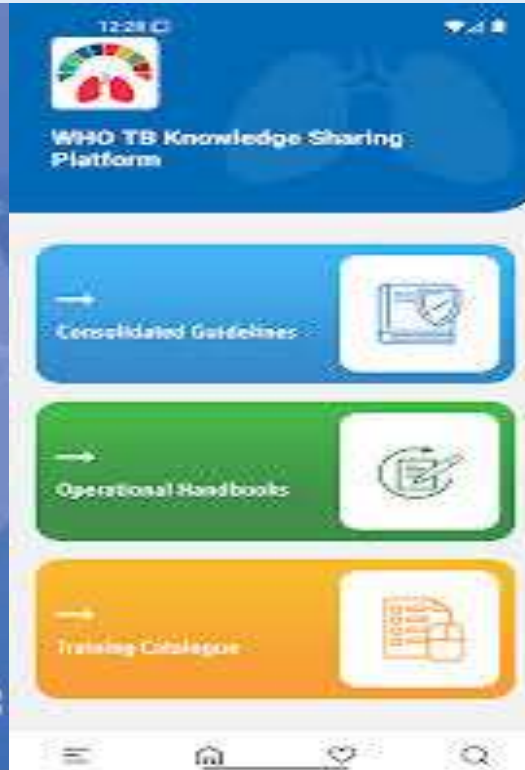 12:28
WHO TB Knowledge Sharing
Platform
Consolidated Guidelines
Operational Handbooks
Training Catalogue